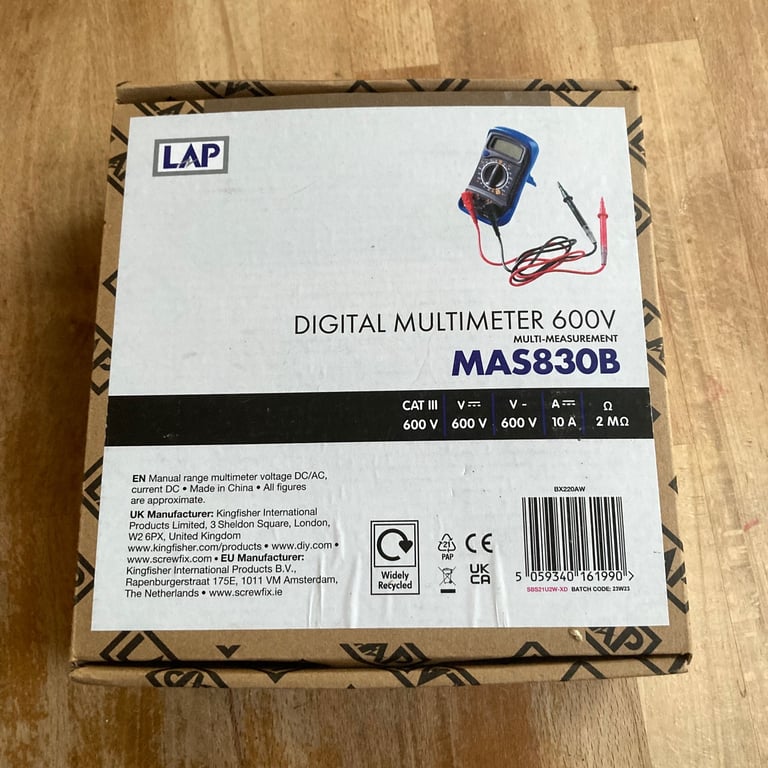 LAP
DIGITAL MULTIMETER 600V
MULTI-MEASUREMENT
MAS830B
CAT III V⎓ V~ A⎓ Ω
600 V 600 V 600 V 10 A 2 MΩ
EN Manual range multimeter voltage DC/AC,
current DC • Made in China • All figures
are approximate.
UK Manufacturer: Kingfisher International
Products Limited, 3 Sheldon Square, London,
W2 6PX, United Kingdom
www.kingfisher.com/products • www.diy.com •
www.screwfix.com • EU Manufacturer:
Kingfisher International Products B.V.,
Rapenburgerstraat 175E, 1011 VM Amsterdam,
The Netherlands • www.screwfix.ie
Widely
Recycled
21
PAP
CE
UK
CA
BX220AW
5 059340 161990 >
SBS21U2W-XD BATCH CODE: 23W23